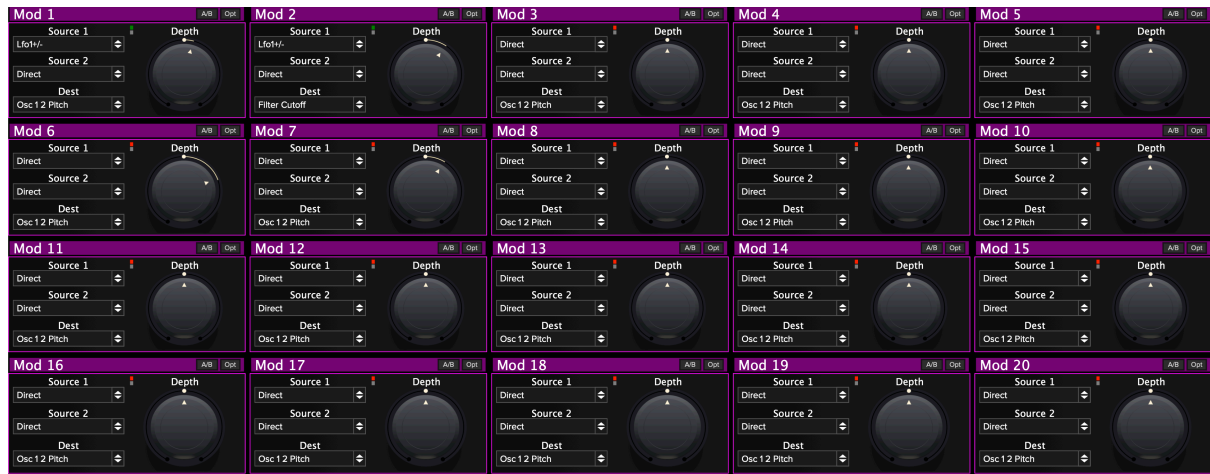 Mod 1 A/B Opt
Source 1 Depth
Lfo1+/-
Source 2
Direct
Dest
Osc 1 2 Pitch
Mod 2 A/B Opt
Source 1 Depth
Lfo1+/-
Source 2
Direct
Dest
Filter Cutoff
Mod 3 A/B Opt
Source 1 Depth
Direct
Source 2
Direct
Dest
Osc 1 2 Pitch
Mod 4 A/B Opt
Source 1 Depth
Direct
Source 2
Direct
Dest
Osc 1 2 Pitch
Mod 5 A/B Opt
Source 1 Depth
Direct
Source 2
Direct
Dest
Osc 1 2 Pitch
Mod 6 A/B Opt
Source 1 Depth
Direct
Source 2
Direct
Dest
Osc 1 2 Pitch
Mod 7 A/B Opt
Source 1 Depth
Direct
Source 2
Direct
Dest
Osc 1 2 Pitch
Mod 8 A/B Opt
Source 1 Depth
Direct
Source 2
Direct
Dest
Osc 1 2 Pitch
Mod 9 A/B Opt
Source 1 Depth
Direct
Source 2
Direct
Dest
Osc 1 2 Pitch
Mod 10 A/B Opt
Source 1 Depth
Direct
Source 2
Direct
Dest
Osc 1 2 Pitch
Mod 11 A/B Opt
Source 1 Depth
Direct
Source 2
Direct
Dest
Osc 1 2 Pitch
Mod 12 A/B Opt
Source 1 Depth
Direct
Source 2
Direct
Dest
Osc 1 2 Pitch
Mod 13 A/B Opt
Source 1 Depth
Direct
Source 2
Direct
Dest
Osc 1 2 Pitch
Mod 14 A/B Opt
Source 1 Depth
Direct
Source 2
Direct
Dest
Osc 1 2 Pitch
Mod 15 A/B Opt
Source 1 Depth
Direct
Source 2
Direct
Dest
Osc 1 2 Pitch
Mod 16 A/B Opt
Source 1 Depth
Direct
Source 2
Direct
Dest
Osc 1 2 Pitch
Mod 17 A/B Opt
Source 1 Depth
Direct
Source 2
Direct
Dest
Osc 1 2 Pitch
Mod 18 A/B Opt
Source 1 Depth
Direct
Source 2
Direct
Dest
Osc 1 2 Pitch
Mod 19 A/B Opt
Source 1 Depth
Direct
Source 2
Direct
Dest
Osc 1 2 Pitch
Mod 20 A/B Opt
Source 1 Depth
Direct
Source 2
Direct
Dest
Osc 1 2 Pitch